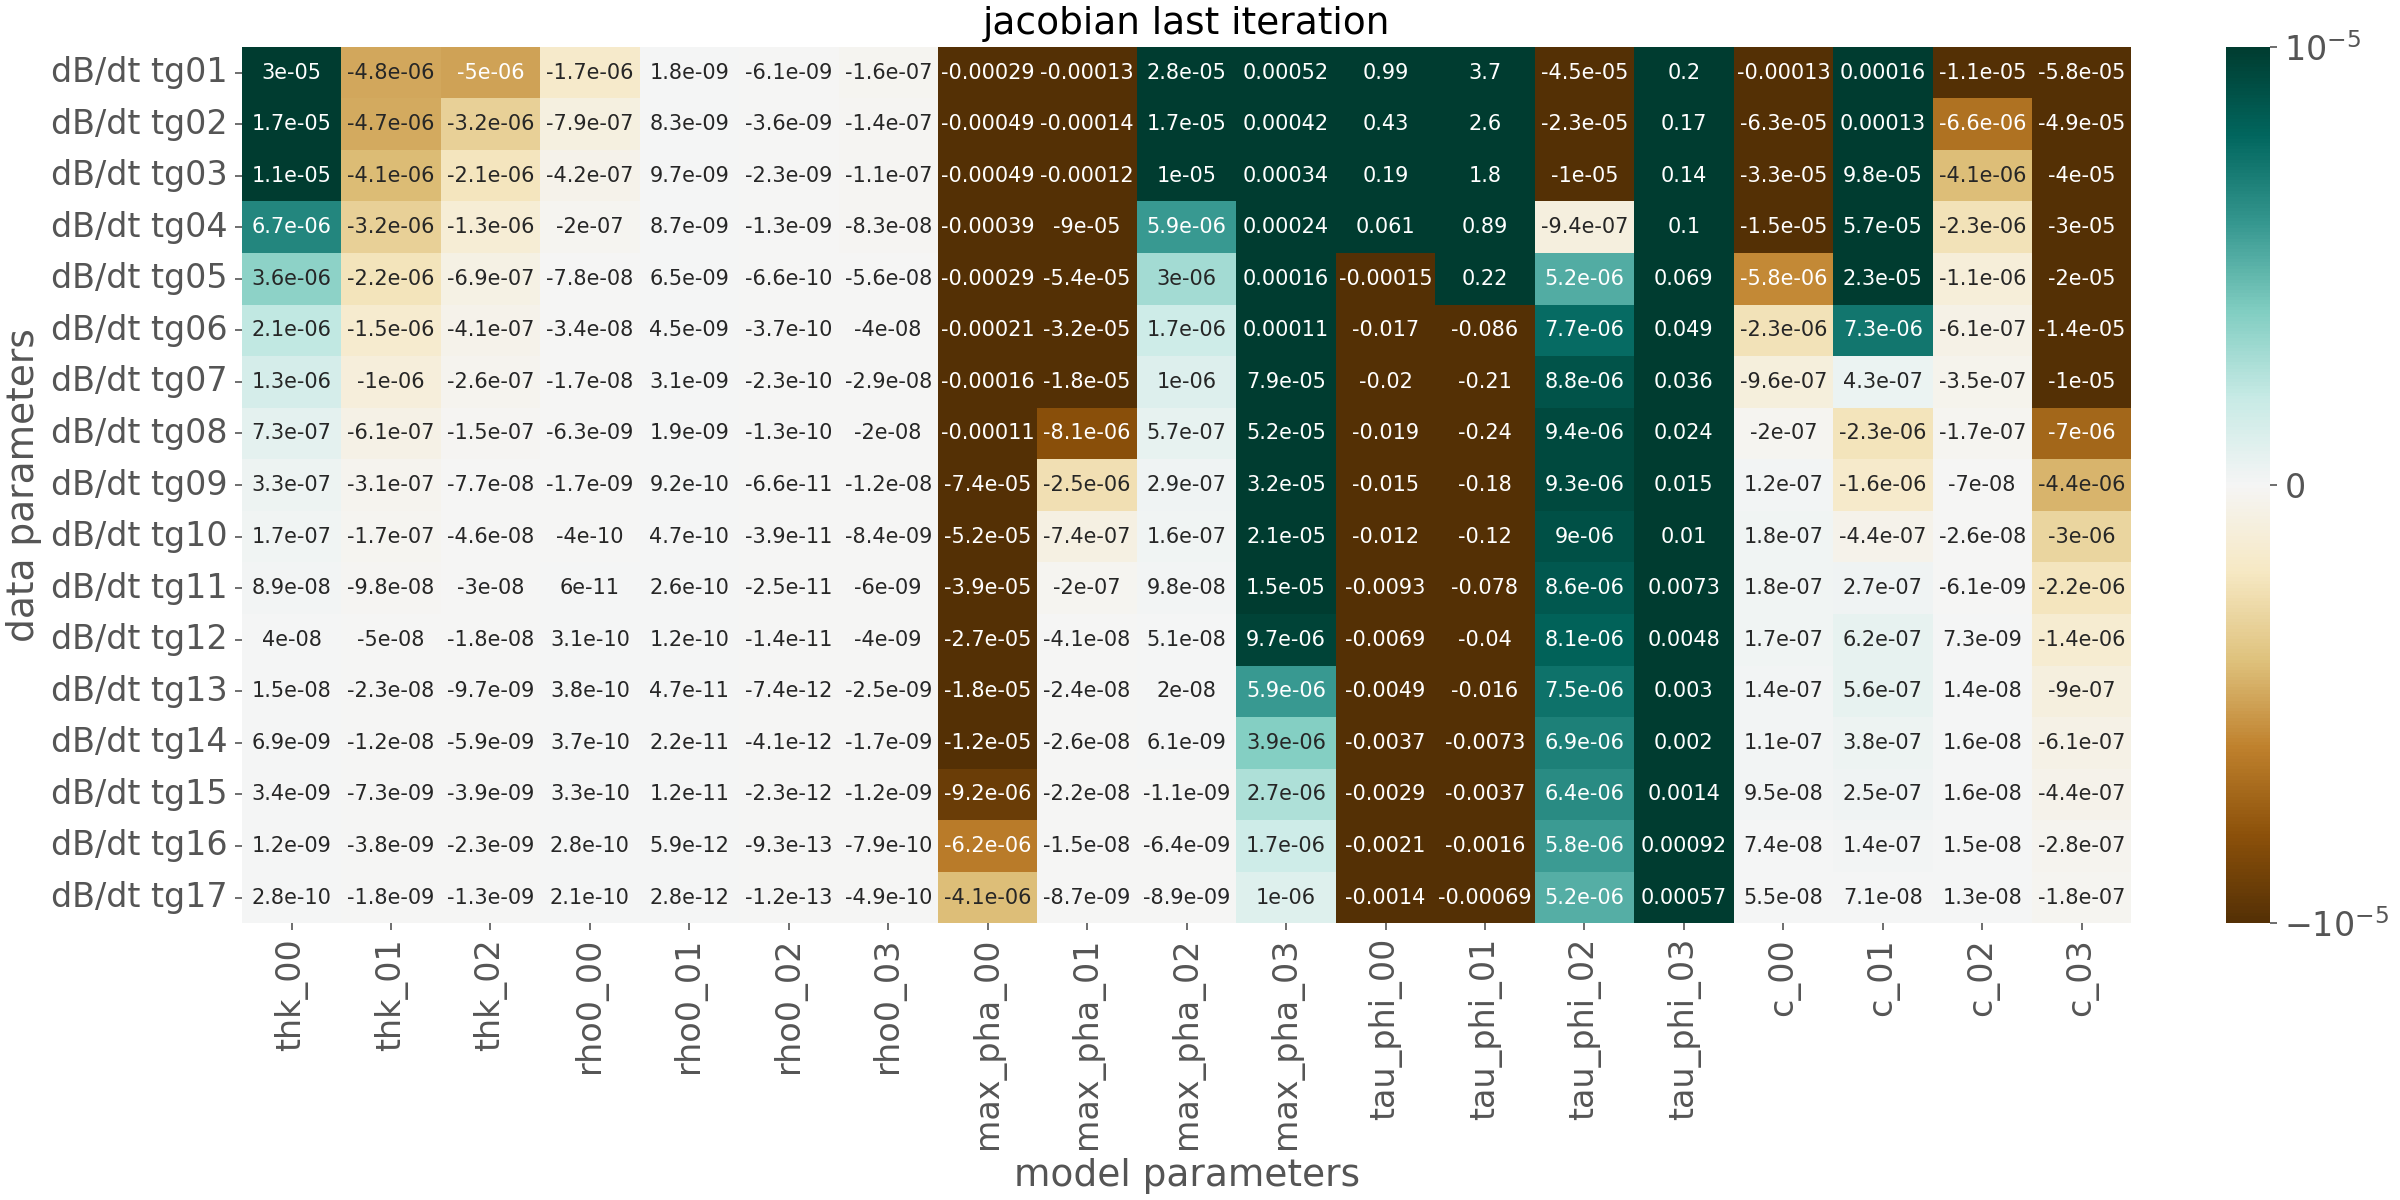 jacobian last iteration
data parameters
dB/dt tg01 3e-05 -4.8e-06 -5e-06 -1.7e-06 1.8e-09 -6.1e-09 -1.6e-07 -0.00029 -0.00013 2.8e-05 0.00052 0.99 3.7 -4.5e-05 0.2 -0.00013 0.00016 -1.1e-05 -5.8e-05
dB/dt tg02 1.7e-05 -4.7e-06 -3.2e-06 -7.9e-07 8.3e-09 -3.6e-09 -1.4e-07 -0.00049 -0.00014 1.7e-05 0.00042 0.43 2.6 -2.3e-05 0.17 -6.3e-05 0.00013 -6.6e-06 -4.9e-05
dB/dt tg03 1.1e-05 -4.1e-06 -2.1e-06 -4.2e-07 9.7e-09 -2.3e-09 -1.1e-07 -0.00049 -0.00012 1e-05 0.00034 0.19 1.8 -1e-05 0.14 -3.3e-05 9.8e-05 -4.1e-06 -4e-05
dB/dt tg04 6.7e-06 -3.2e-06 -1.3e-06 -2e-07 8.7e-09 -1.3e-09 -8.3e-08 -0.00039 -9e-05 5.9e-06 0.00024 0.061 0.89 -9.4e-07 0.1 -1.5e-05 5.7e-05 -2.3e-06 -3e-05
dB/dt tg05 3.6e-06 -2.2e-06 -6.9e-07 -7.8e-08 6.5e-09 -6.6e-10 -5.6e-08 -0.00029 -5.4e-05 3e-06 0.00016 -0.00015 0.22 5.2e-06 0.069 -5.8e-06 2.3e-05 -1.1e-06 -2e-05
dB/dt tg06 2.1e-06 -1.5e-06 -4.1e-07 -3.4e-08 4.5e-09 -3.7e-10 -4e-08 -0.00021 -3.2e-05 1.7e-06 0.00011 -0.017 -0.086 7.7e-06 0.049 -2.3e-06 7.3e-06 -6.1e-07 -1.4e-05
dB/dt tg07 1.3e-06 -1e-06 -2.6e-07 -1.7e-08 3.1e-09 -2.3e-10 -2.9e-08 -0.00016 -1.8e-05 1e-06 7.9e-05 -0.02 -0.21 8.8e-06 0.036 -9.6e-07 4.3e-07 -3.5e-07 -1e-05
dB/dt tg08 7.3e-07 -6.1e-07 -1.5e-07 -6.3e-09 1.9e-09 -1.3e-10 -2e-08 -0.00011 -8.1e-06 5.7e-07 5.2e-05 -0.019 -0.24 9.4e-06 0.024 -2e-07 -2.3e-06 -1.7e-07 -7e-06
dB/dt tg09 3.3e-07 -3.1e-07 -7.7e-08 -1.7e-09 9.2e-10 -6.6e-11 -1.2e-08 -7.4e-05 -2.5e-06 2.9e-07 3.2e-05 -0.015 -0.18 9.3e-06 0.015 1.2e-07 -1.6e-06 -7e-08 -4.4e-06
dB/dt tg10 1.7e-07 -1.7e-07 -4.6e-08 -4e-10 4.7e-10 -3.9e-11 -8.4e-09 -5.2e-05 -7.4e-07 1.6e-07 2.1e-05 -0.012 -0.12 9e-06 0.01 1.8e-07 -4.4e-07 -2.6e-08 -3e-06
dB/dt tg11 8.9e-08 -9.8e-08 -3e-08 6e-11 2.6e-10 -2.5e-11 -6e-09 -3.9e-05 -2e-07 9.8e-08 1.5e-05 -0.0093 -0.078 8.6e-06 0.0073 1.8e-07 2.7e-07 -6.1e-09 -2.2e-06
dB/dt tg12 4e-08 -5e-08 -1.8e-08 3.1e-10 1.2e-10 -1.4e-11 -4e-09 -2.7e-05 -4.1e-08 5.1e-08 9.7e-06 -0.0069 -0.04 8.1e-06 0.0048 1.7e-07 6.2e-07 7.3e-09 -1.4e-06
dB/dt tg13 1.5e-08 -2.3e-08 -9.7e-09 3.8e-10 4.7e-11 -7.4e-12 -2.5e-09 -1.8e-05 -2.4e-08 2e-08 5.9e-06 -0.0049 -0.016 7.5e-06 0.003 1.4e-07 5.6e-07 1.4e-08 -9e-07
dB/dt tg14 6.9e-09 -1.2e-08 -5.9e-09 3.7e-10 2.2e-11 -4.1e-12 -1.7e-09 -1.2e-05 -2.6e-08 6.1e-09 3.9e-06 -0.0037 -0.0073 6.9e-06 0.002 1.1e-07 3.8e-07 1.6e-08 -6.1e-07
dB/dt tg15 3.4e-09 -7.3e-09 -3.9e-09 3.3e-10 1.2e-11 -2.3e-12 -1.2e-09 -9.2e-06 -2.2e-08 -1.1e-09 2.7e-06 -0.0029 -0.0037 6.4e-06 0.0014 9.5e-08 2.5e-07 1.6e-08 -4.4e-07
dB/dt tg16 1.2e-09 -3.8e-09 -2.3e-09 2.8e-10 5.9e-12 -9.3e-13 -7.9e-10 -6.2e-06 -1.5e-08 -6.4e-09 1.7e-06 -0.0021 -0.0016 5.8e-06 0.00092 7.4e-08 1.4e-07 1.5e-08 -2.8e-07
dB/dt tg17 2.8e-10 -1.8e-09 -1.3e-09 2.1e-10 2.8e-12 -1.2e-13 -4.9e-10 -4.1e-06 -8.7e-09 -8.9e-09 1e-06 -0.0014 -0.00069 5.2e-06 0.00057 5.5e-08 7.1e-08 1.3e-08 -1.8e-07
thk_00 thk_01 thk_02 rho0_00 rho0_01 rho0_02 rho0_03 max_pha_00 max_pha_01 max_pha_02 max_pha_03 tau_phi_00 tau_phi_01 tau_phi_02 tau_phi_03 c_00 c_01 c_02 c_03
model parameters
10⁻⁵
0
−10⁻⁵